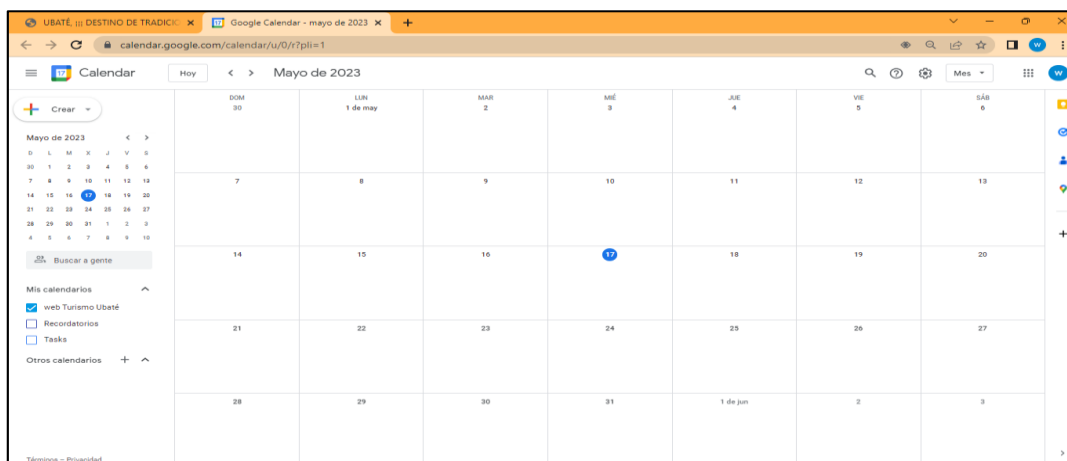 UBATÉ, ¡¡¡ DESTINO DE TRADICIO
Google Calendar - mayo de 2023
calendar.google.com/calendar/u/0/r?pli=1
W
17 Calendar Hoy Mayo de 2023 Mes W
Crear
Mayo de 2023
D L M X J V S
30 1 2 3 4 5 6
7 8 9 10 11 12 13
14 15 16 17 18 19 20
21 22 23 24 25 26 27
28 29 30 31 1 2 3
4 5 6 7 8 9 10
Buscar a gente
Mis calendarios
web Turismo Ubaté
Recordatorios
Tasks
Otros calendarios
Términos – Privacidad
DOM LUN MAR MIÉ JUE VIE SÁB
30 1 de may 2 3 4 5 6
7 8 9 10 11 12 13
14 15 16 17 18 19 20
21 22 23 24 25 26 27
28 29 30 31 1 de jun 2 3